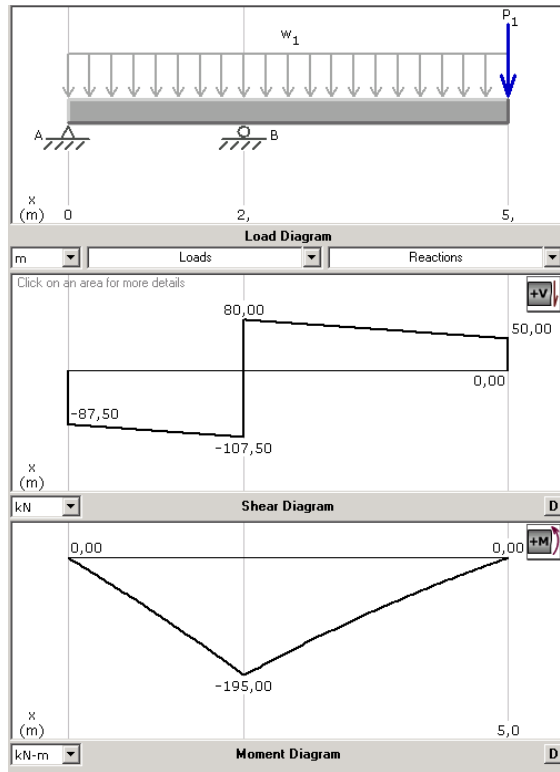 P1
w1
A
B
x
(m)
0
2,
5,
Load Diagram
m
Loads
Reactions
Click on an area for more details
+V
80,00
50,00
0,00
-87,50
-107,50
x
(m)
kN
Shear Diagram
D
0,00
0,00
+M
-195,00
x
(m)
5,0
kN-m
Moment Diagram
D